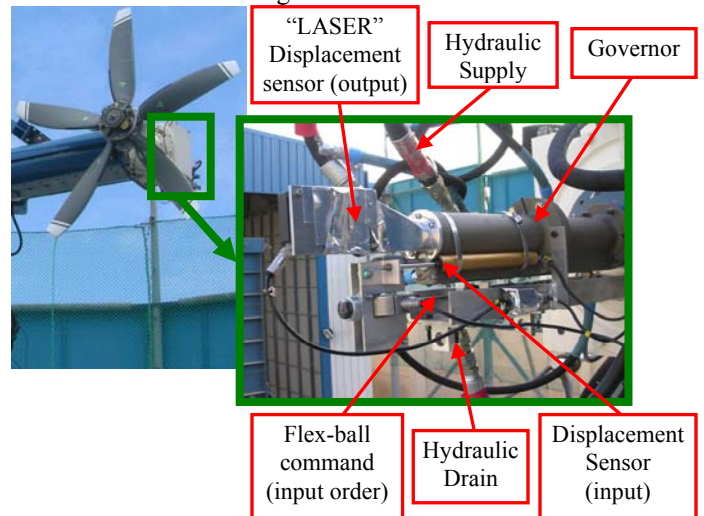 “LASER”
Displacement
sensor (output)
Hydraulic
Supply
Governor
Flex-ball
command
(input order)
Hydraulic
Drain
Displacement
Sensor
(input)